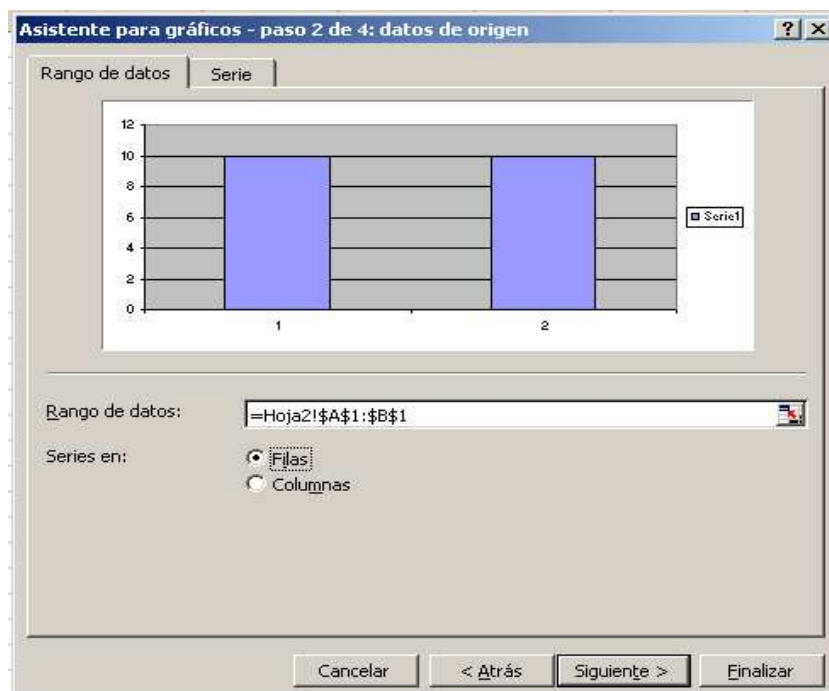 Asistente para gráficos - paso 2 de 4: datos de origen
Rango de datos
Serie
12
10
8
6
4
2
0
1
2
Serie1
Rango de datos:
=Hoja2!$A$1:$B$1
Series en:
Filas
Columnas
Cancelar
< Atrás
Siguiente >
Finalizar